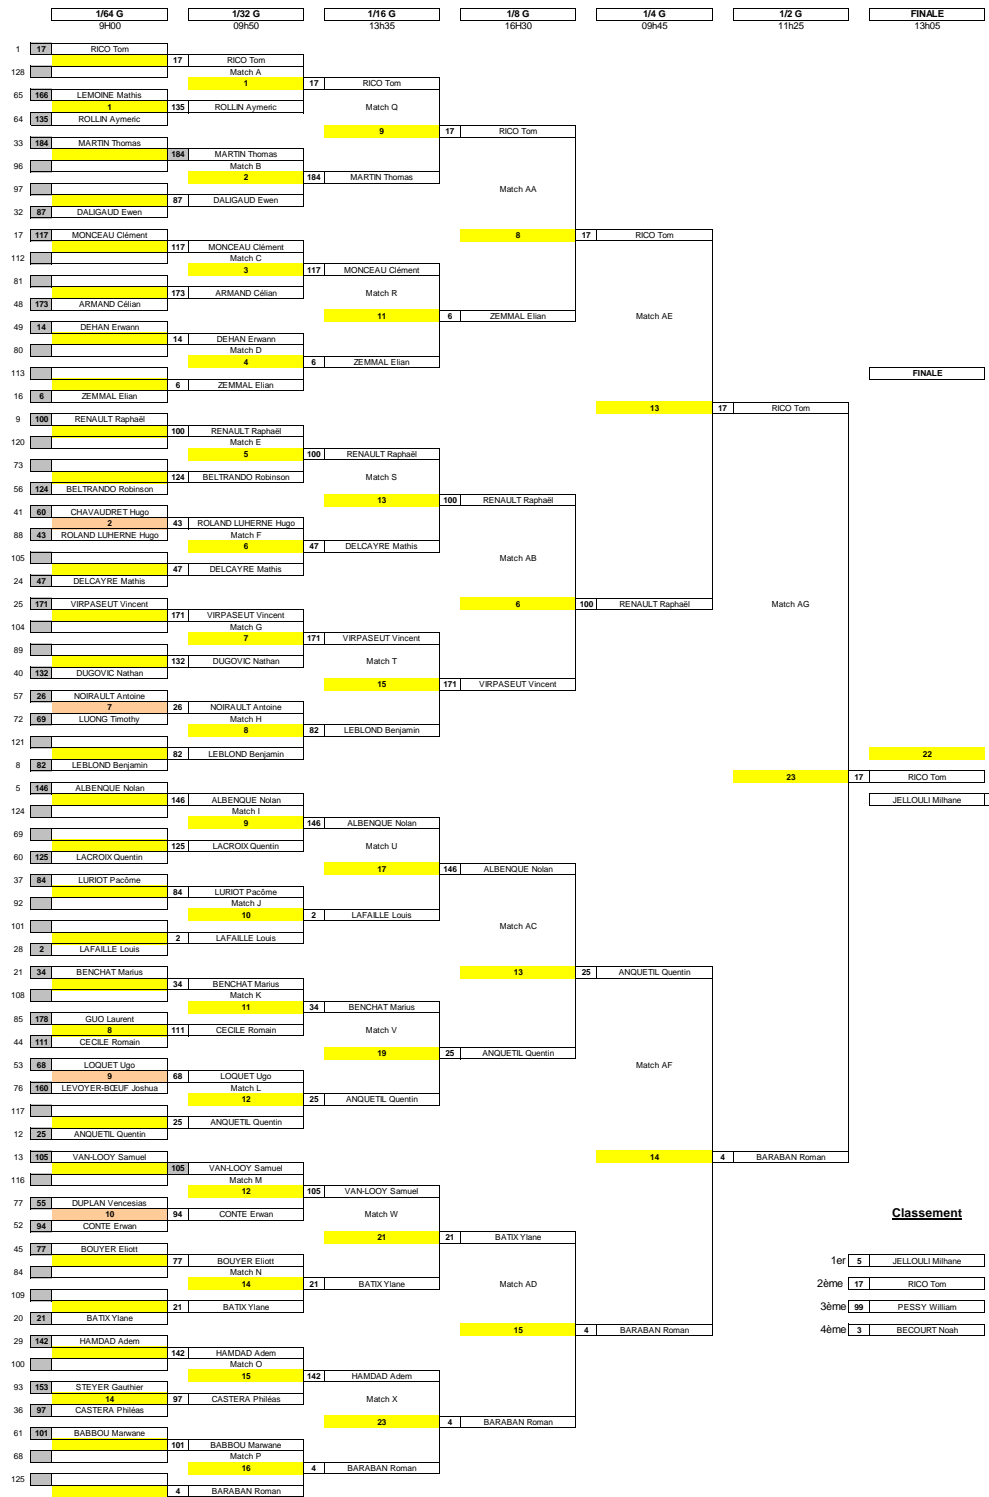 1/64 G 1/32 G 1/16 G 1/8 G 1/4 G 1/2 G FINALE
9H00 09h50 13h35 16H30 09h45 11h25 13h05
1 17 RICO Tom
17 RICO Tom
128 Match A
1 17 RICO Tom
65 166 LEMOINE Mathis
1 135 ROLLIN Aymeric Match Q
64 135 ROLLIN Aymeric
9 17 RICO Tom
33 184 MARTIN Thomas
184 MARTIN Thomas
96 Match B
2 184 MARTIN Thomas
97 Match AA
87 DALIGAUD Ewen
32 87 DALIGAUD Ewen
17 117 MONCEAU Clément 8 17 RICO Tom
117 MONCEAU Clément
112 Match C
3 117 MONCEAU Clément
81
173 ARMAND Célian Match R
48 173 ARMAND Célian
11 6 ZEMMAL Elian Match AE
49 14 DEHAN Erwann
14 DEHAN Erwann
80 Match D
4 6 ZEMMAL Elian
113 FINALE
6 ZEMMAL Elian
16 6 ZEMMAL Elian
13 17 RICO Tom
9 100 RENAULT Raphaël
100 RENAULT Raphaël
120 Match E
5 100 RENAULT Raphaël
73
124 BELTRANDO Robinson Match S
56 124 BELTRANDO Robinson
13 100 RENAULT Raphaël
41 60 CHAVAUDRET Hugo
2 43 ROLAND LUHERNE Hugo
88 43 ROLAND LUHERNE Hugo Match F
6 47 DELCAYRE Mathis
105 Match AB
47 DELCAYRE Mathis
24 47 DELCAYRE Mathis
25 171 VIRPASEUT Vincent 6 100 RENAULT Raphaël Match AG
171 VIRPASEUT Vincent
104 Match G
7 171 VIRPASEUT Vincent
89
132 DUGOVIC Nathan Match T
40 132 DUGOVIC Nathan
15 171 VIRPASEUT Vincent
57 26 NOIRAULT Antoine
7 26 NOIRAULT Antoine
72 69 LUONG Timothy Match H
8 82 LEBLOND Benjamin
121
82 LEBLOND Benjamin 22
8 82 LEBLOND Benjamin
23 17 RICO Tom
5 146 ALBENQUE Nolan
146 ALBENQUE Nolan JELLOULI Milhane
124 Match I
9 146 ALBENQUE Nolan
69
125 LACROIX Quentin Match U
60 125 LACROIX Quentin
17 146 ALBENQUE Nolan
37 84 LURIOT Pacôme
84 LURIOT Pacôme
92 Match J
10 2 LAFAILLE Louis
101 Match AC
2 LAFAILLE Louis
28 2 LAFAILLE Louis
21 34 BENCHAT Marius 13 25 ANQUETIL Quentin
34 BENCHAT Marius
108 Match K
11 34 BENCHAT Marius
85 178 GUO Laurent
8 111 CECILE Romain Match V
44 111 CECILE Romain
19 25 ANQUETIL Quentin
53 68 LOQUET Ugo Match AF
9 68 LOQUET Ugo
76 160 LEVOYER-BŒUF Joshua Match L
12 25 ANQUETIL Quentin
117
25 ANQUETIL Quentin
12 25 ANQUETIL Quentin
13 105 VAN-LOOY Samuel 14 4 BARABAN Roman
105 VAN-LOOY Samuel
116 Match M
12 105 VAN-LOOY Samuel
77 55 DUPLAN Vencesias
10 94 CONTE Erwan Match W Classement
52 94 CONTE Erwan
21 21 BATIX Ylane
45 77 BOUYER Eliott
77 BOUYER Eliott 1er 5 JELLOULI Milhane
84 Match N
14 21 BATIX Ylane Match AD 2ème 17 RICO Tom
109
21 BATIX Ylane 3ème 99 PESSY William
20 21 BATIX Ylane
15 4 BARABAN Roman 4ème 3 BECOURT Noah
29 142 HAMDAD Adem
142 HAMDAD Adem
100 Match O
15 142 HAMDAD Adem
93 153 STEYER Gauthier
14 97 CASTERA Philéas Match X
36 97 CASTERA Philéas
23 4 BARABAN Roman
61 101 BABBOU Marwane
101 BABBOU Marwane
68 Match P
16 4 BARABAN Roman
125
4 BARABAN Roman